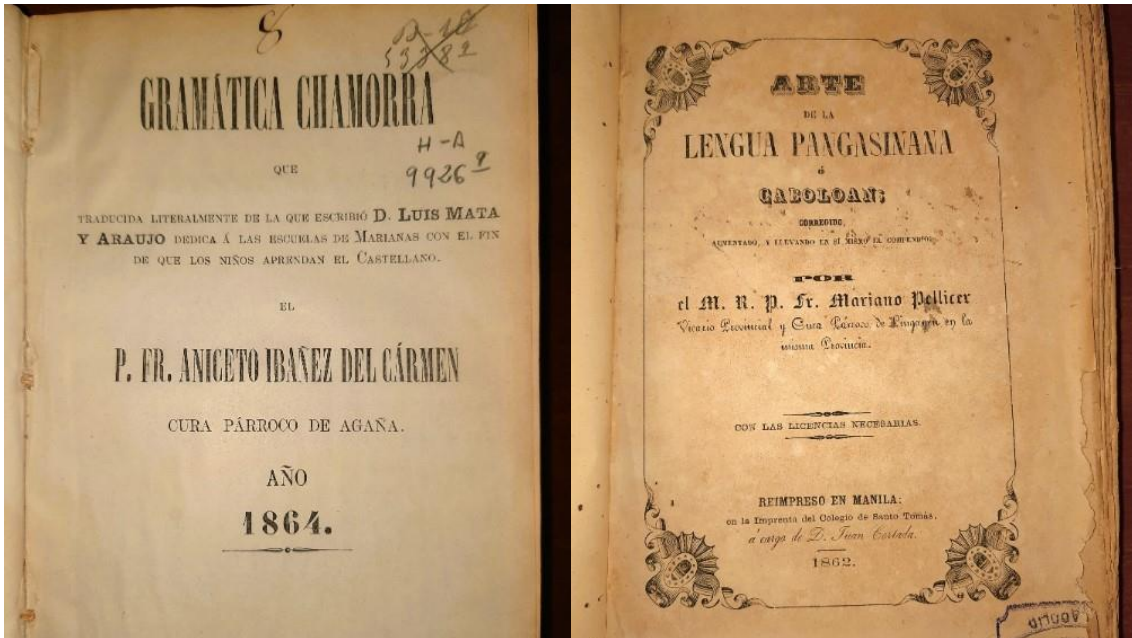 8
GRAMÁTICA CHAMORRA
H-A
9926
QUE
TRADUCIDA LITERALMENTE DE LA QUE ESCRIBIÓ D. LUIS MATA
Y ARAUJO DEDICA Á LAS ESCUELAS DE MARIANAS CON EL FIN
DE QUE LOS NIÑOS APRENDAN EL CASTELLANO.
EL
P. FR. ANICETO IBAÑEZ DEL CÁRMEN
CURA PÁRROCO DE AGAÑA.
AÑO
1864.
ARTE
DE LA
LENGUA PANGASINANA
ó
CABOLOAN;
CORREGIDO,
AUMENTADO, Y LLEVANDO EN SÍ MISMO EL COMPENDIO,
POR
el M. R. P. Fr. Mariano Pellicer
Vicario Provincial y Cura Párroco de Lingayen en la
misma Provincia.
CON LAS LICENCIAS NECESARIAS.
REIMPRESO EN MANILA:
en la Imprenta del Colegio de Santo Tomás,
á cargo de D. Juan Cortada.
1862.